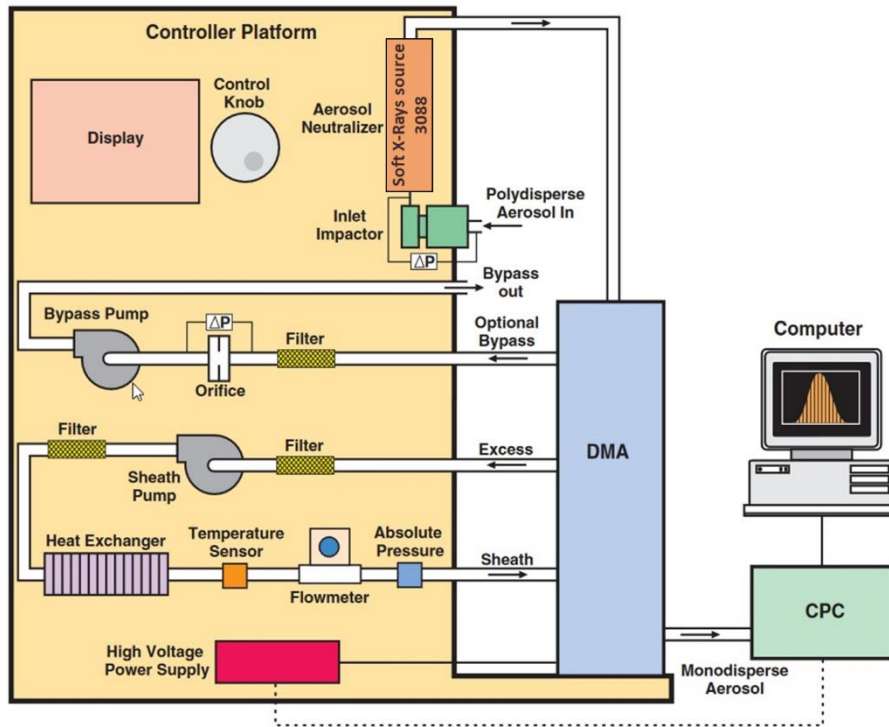 Controller Platform
Display
Control
Knob
Aerosol
Neutralizer
Soft X-Rays source
3088
Polydisperse
Aerosol In
Inlet
Impactor
ΔP
Bypass
out
Bypass Pump
ΔP
Filter
Optional
Bypass
Orifice
Computer
Filter
Filter
Excess
DMA
Sheath
Pump
Heat Exchanger
Temperature
Sensor
Flowmeter
Absolute
Pressure
Sheath
CPC
High Voltage
Power Supply
Monodisperse
Aerosol